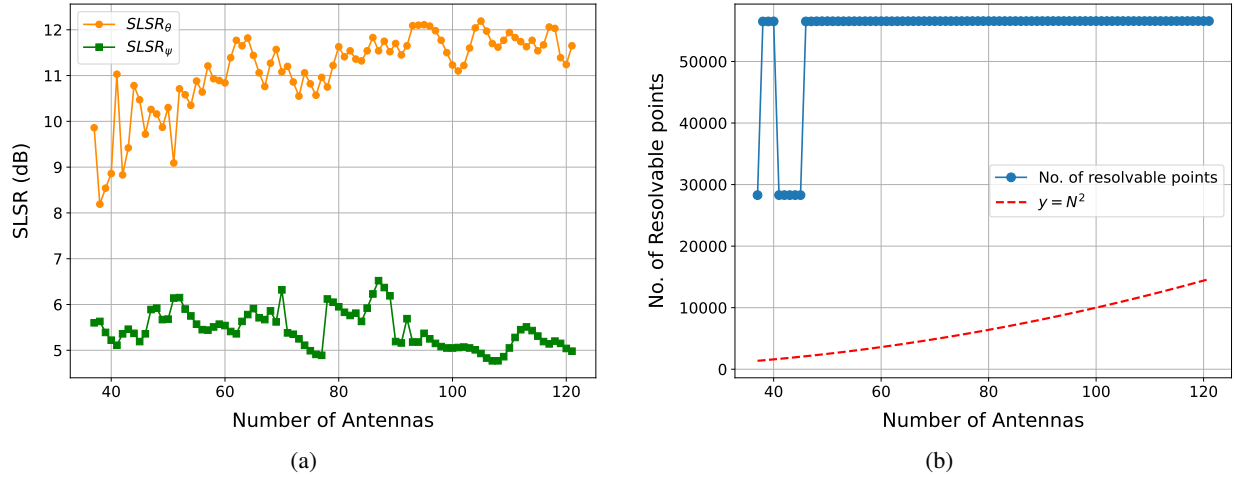 SLSR_θ
SLSR_ψ
SLSR (dB)
12
11
10
9
8
7
6
5
40
60
80
100
120
Number of Antennas
(a)
No. of Resolvable points
50000
40000
30000
20000
10000
0
No. of resolvable points
y = N²
40
60
80
100
120
Number of Antennas
(b)